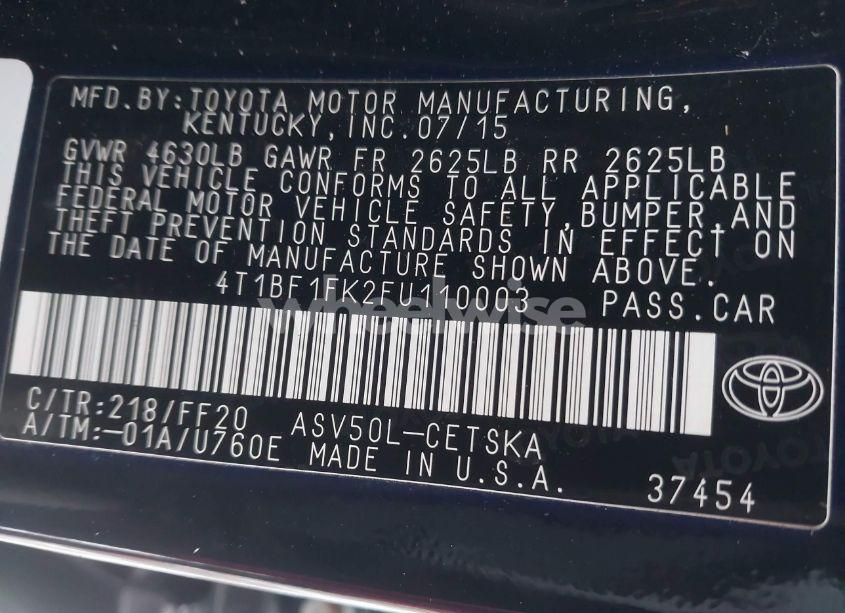 MFD.BY:TOYOTA MOTOR MANUFACTURING,
KENTUCKY,INC.07/15
GVWR 4630LB GAWR FR 2625LB RR 2625LB
THIS VEHICLE CONFORMS TO ALL APPLICABLE
FEDERAL MOTOR VEHICLE SAFETY,BUMPER,AND
THEFT PREVENTION STANDARDS IN EFFECT ON
THE DATE OF MANUFACTURE SHOWN ABOVE.
PASS.CAR
wheelwise
C/TR:218/FF20 ASV50L-CETSKA
A/TM:-01A/U760E MADE IN U.S.A.
37454